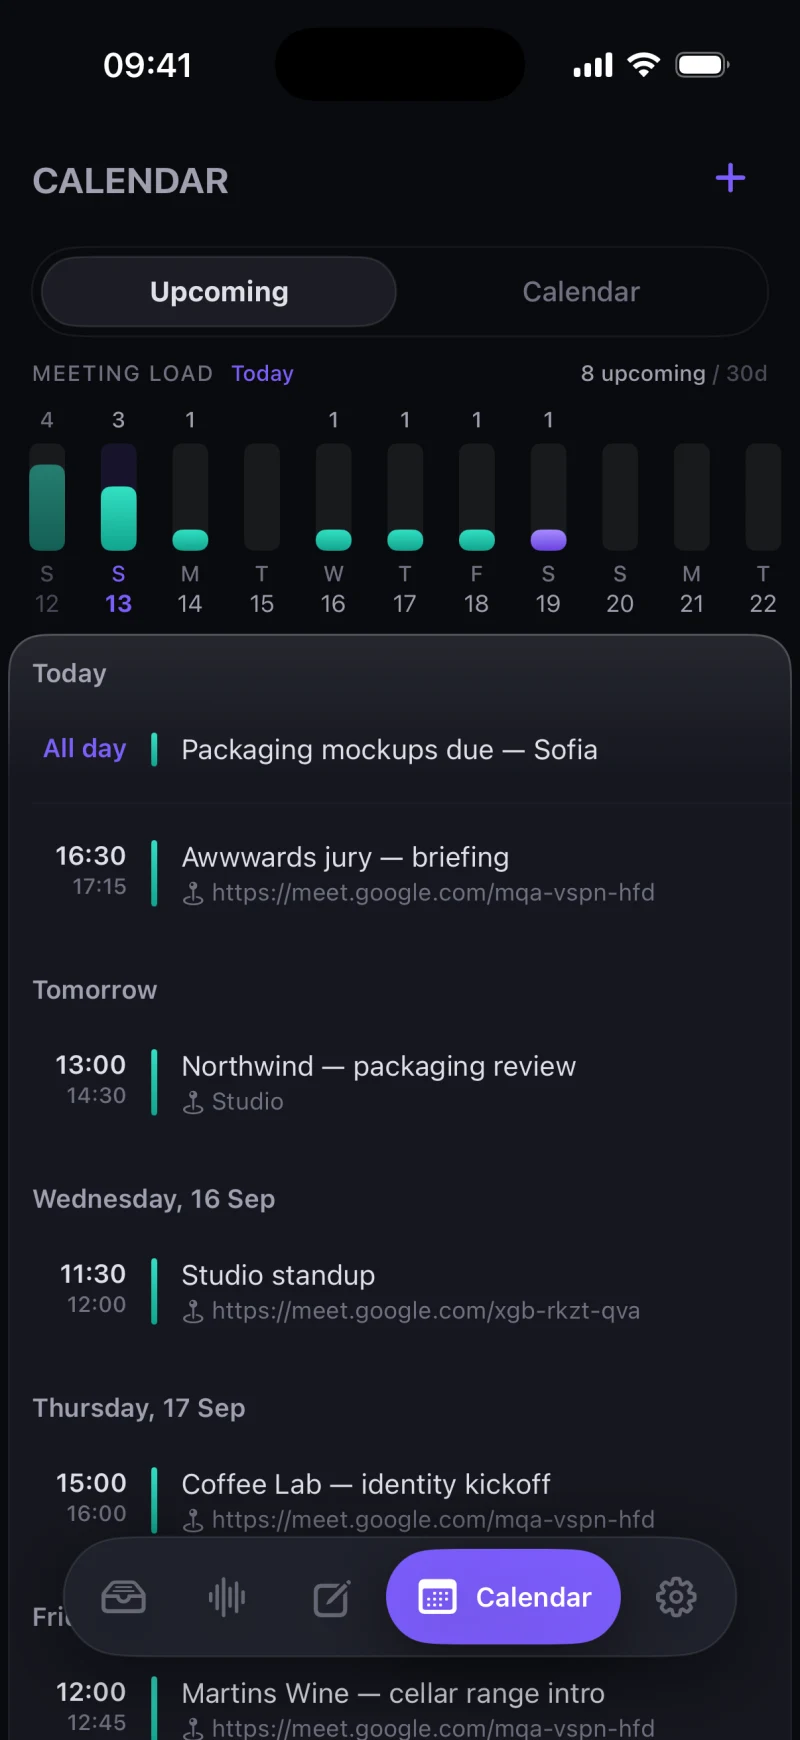 09:41
CALENDAR
Upcoming
Calendar
MEETING LOAD Today 8 upcoming / 30d
4 3 1 1 1 1 1
S S M T W T F S S M T
12 13 14 15 16 17 18 19 20 21 22
Today
All day Packaging mockups due — Sofia
16:30 Awwwards jury — briefing
17:15 https://meet.google.com/mqa-vspn-hfd
Tomorrow
13:00 Northwind — packaging review
14:30 Studio
Wednesday, 16 Sep
11:30 Studio standup
12:00 https://meet.google.com/xgb-rkzt-qva
Thursday, 17 Sep
15:00 Coffee Lab — identity kickoff
16:00 https://meet.google.com/mqa-vspn-hfd
Calendar
12:00 Martins Wine — cellar range intro
12:45 https://meet.google.com/mqa-vspn-hfd